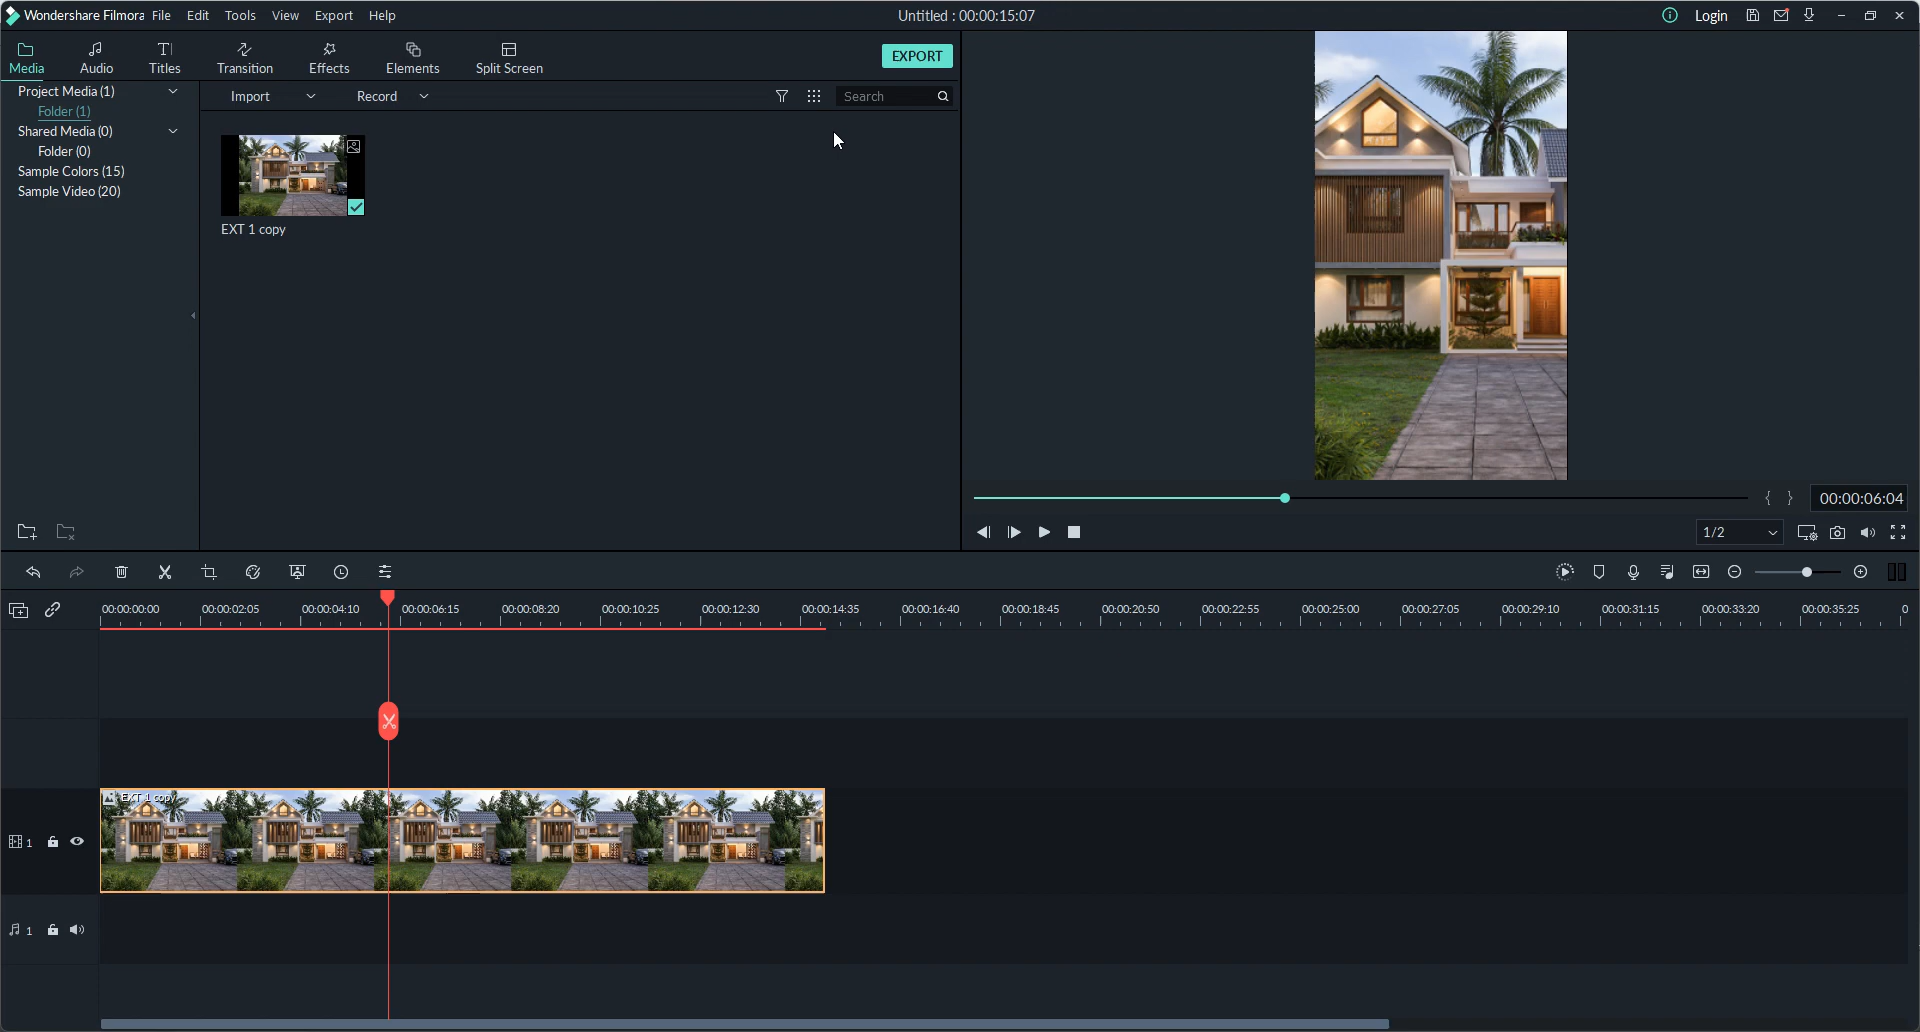 Wondershare Filmora File Edit Tools View Export Help Untitled : 00:00:15:07 Login
Media Audio Titles Transition Effects Elements Split Screen EXPORT
Project Media (1)
Folder (1)
Shared Media (0)
Folder (0)
Sample Colors (15)
Sample Video (20)
Import Record Search
EXT 1 copy
00:00:06:04
1/2
00:00:00:00 00:00:02:05 00:00:04:10 00:00:06:15 00:00:08:20 00:00:10:25 00:00:12:30 00:00:14:35 00:00:16:40 00:00:18:45 00:00:20:50 00:00:22:55 00:00:25:00 00:00:27:05 00:00:29:10 00:00:31:15 00:00:33:20 00:00:35:25 0
EXT 1 copy
1
1